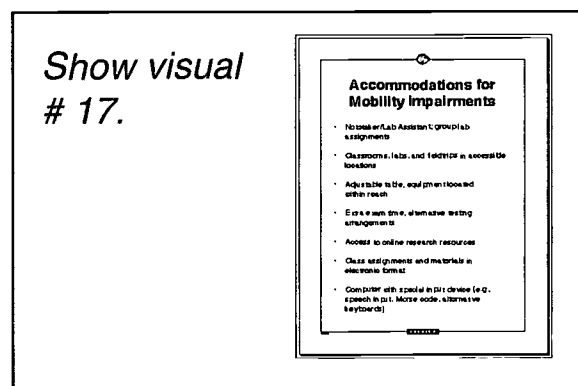 Show visual
# 17.
Accommodations for
Mobility Impairments
• Notetaker/Lab Assistant; group lab
assignments
• Classrooms, labs, and fieldtrips in accessible
locations
• Adjustable table, equipment located
within reach
• Extra exam time, alternative testing
arrangements
• Access to online research resources
• Class assignments and materials in
electronic format
• Computer with special input device (e.g.,
speech input, Morse code, alternative
keyboards)